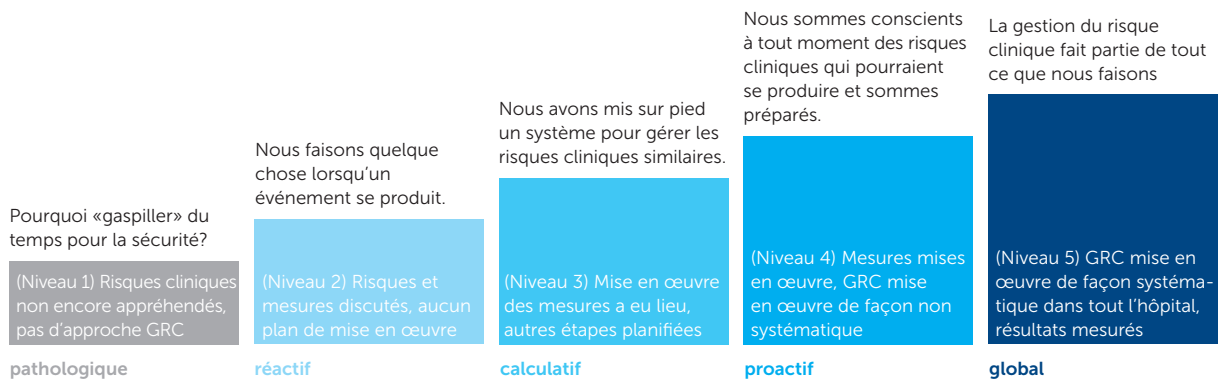 Pourquoi «gaspiller» du
temps pour la sécurité?
(Niveau 1) Risques cliniques
non encore appréhendés,
pas d'approche GRC
pathologique
Nous faisons quelque
chose lorsqu'un
événement se produit.
(Niveau 2) Risques et
mesures discutés, aucun
plan de mise en œuvre
réactif
Nous avons mis sur pied
un système pour gérer les
risques cliniques similaires.
(Niveau 3) Mise en œuvre
des mesures a eu lieu,
autres étapes planifiées
calculatif
Nous sommes conscients
à tout moment des risques
cliniques qui pourraient
se produire et sommes
préparés.
(Niveau 4) Mesures mises
en œuvre, GRC mise
en œuvre de façon non
systématique
proactif
La gestion du risque
clinique fait partie de tout
ce que nous faisons
(Niveau 5) GRC mise en
œuvre de façon systéma-
tique dans tout l'hôpital,
résultats mesurés
global